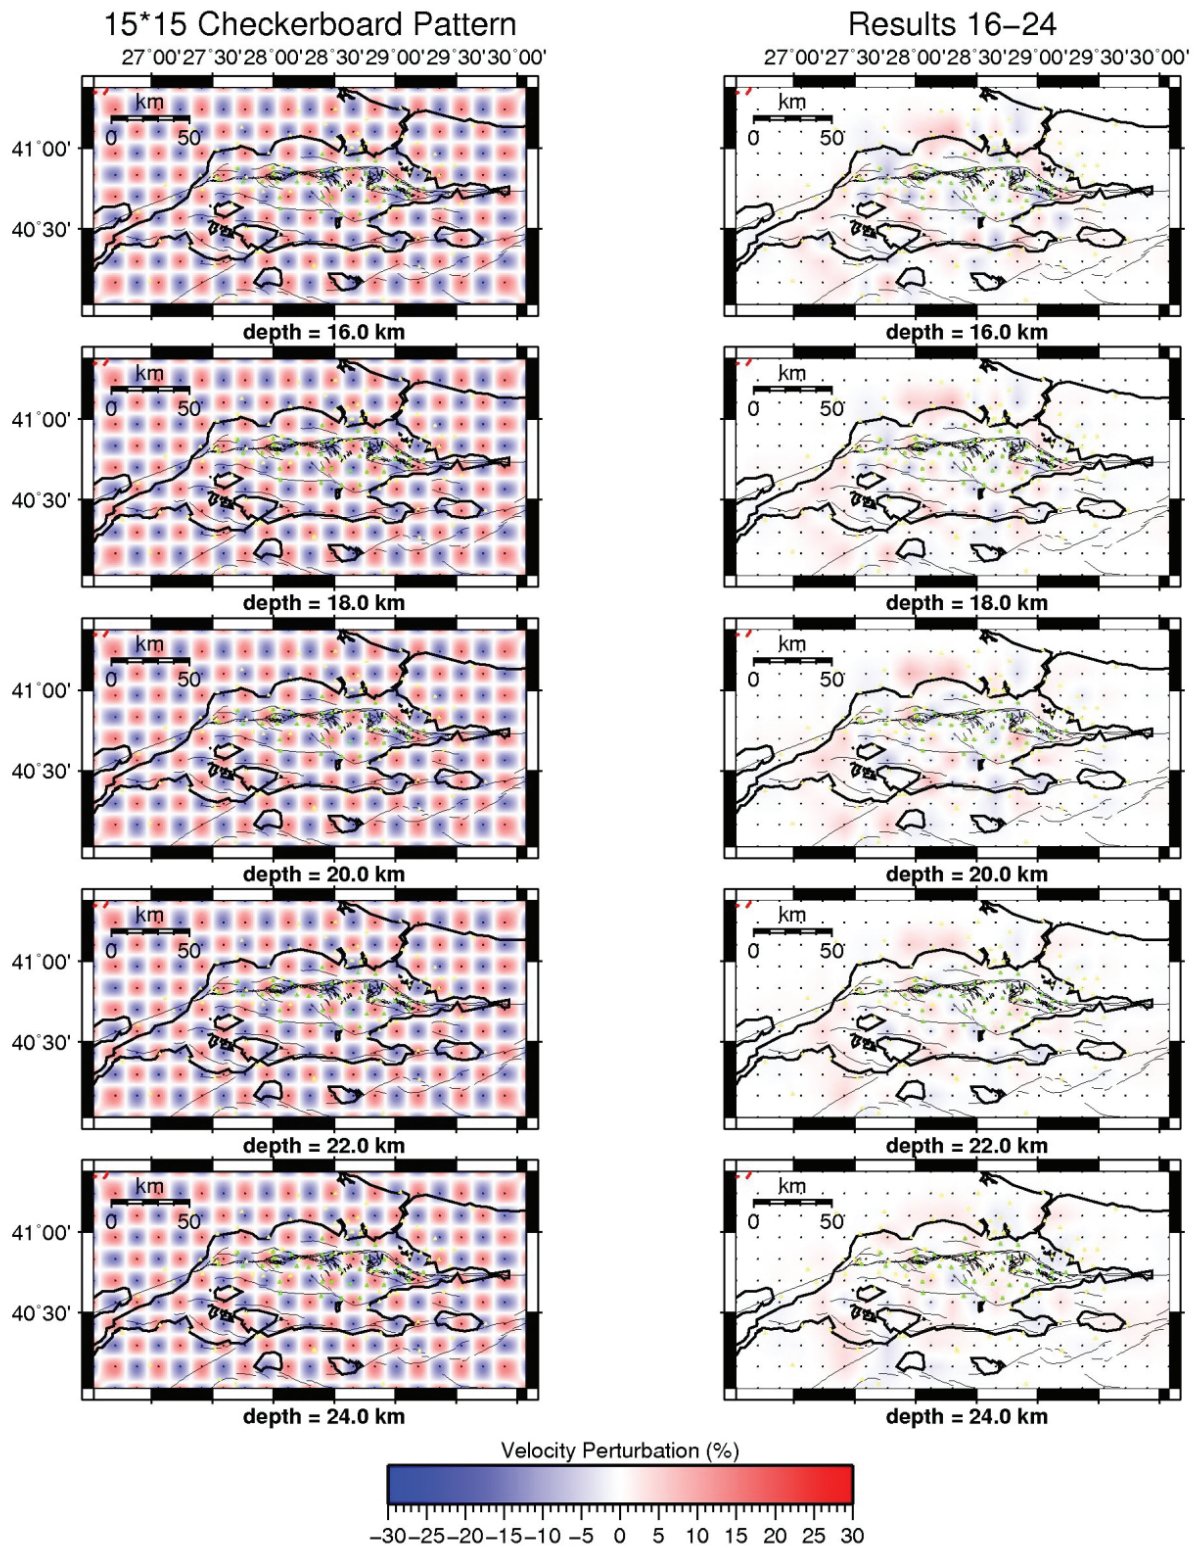 15*15 Checkerboard Pattern
Results 16–24
27˚00' 27˚30' 28˚00' 28˚30' 29˚00' 29˚30' 30˚00'
27˚00' 27˚30' 28˚00' 28˚30' 29˚00' 29˚30' 30˚00'
km
0 50
41˚00'
40˚30'
km
0 50
depth = 16.0 km
depth = 16.0 km
km
0 50
41˚00'
40˚30'
km
0 50
depth = 18.0 km
depth = 18.0 km
km
0 50
41˚00'
40˚30'
km
0 50
depth = 20.0 km
depth = 20.0 km
km
0 50
41˚00'
40˚30'
km
0 50
depth = 22.0 km
depth = 22.0 km
km
0 50
41˚00'
40˚30'
km
0 50
depth = 24.0 km
depth = 24.0 km
Velocity Perturbation (%)
−30 −25 −20 −15 −10 −5 0 5 10 15 20 25 30